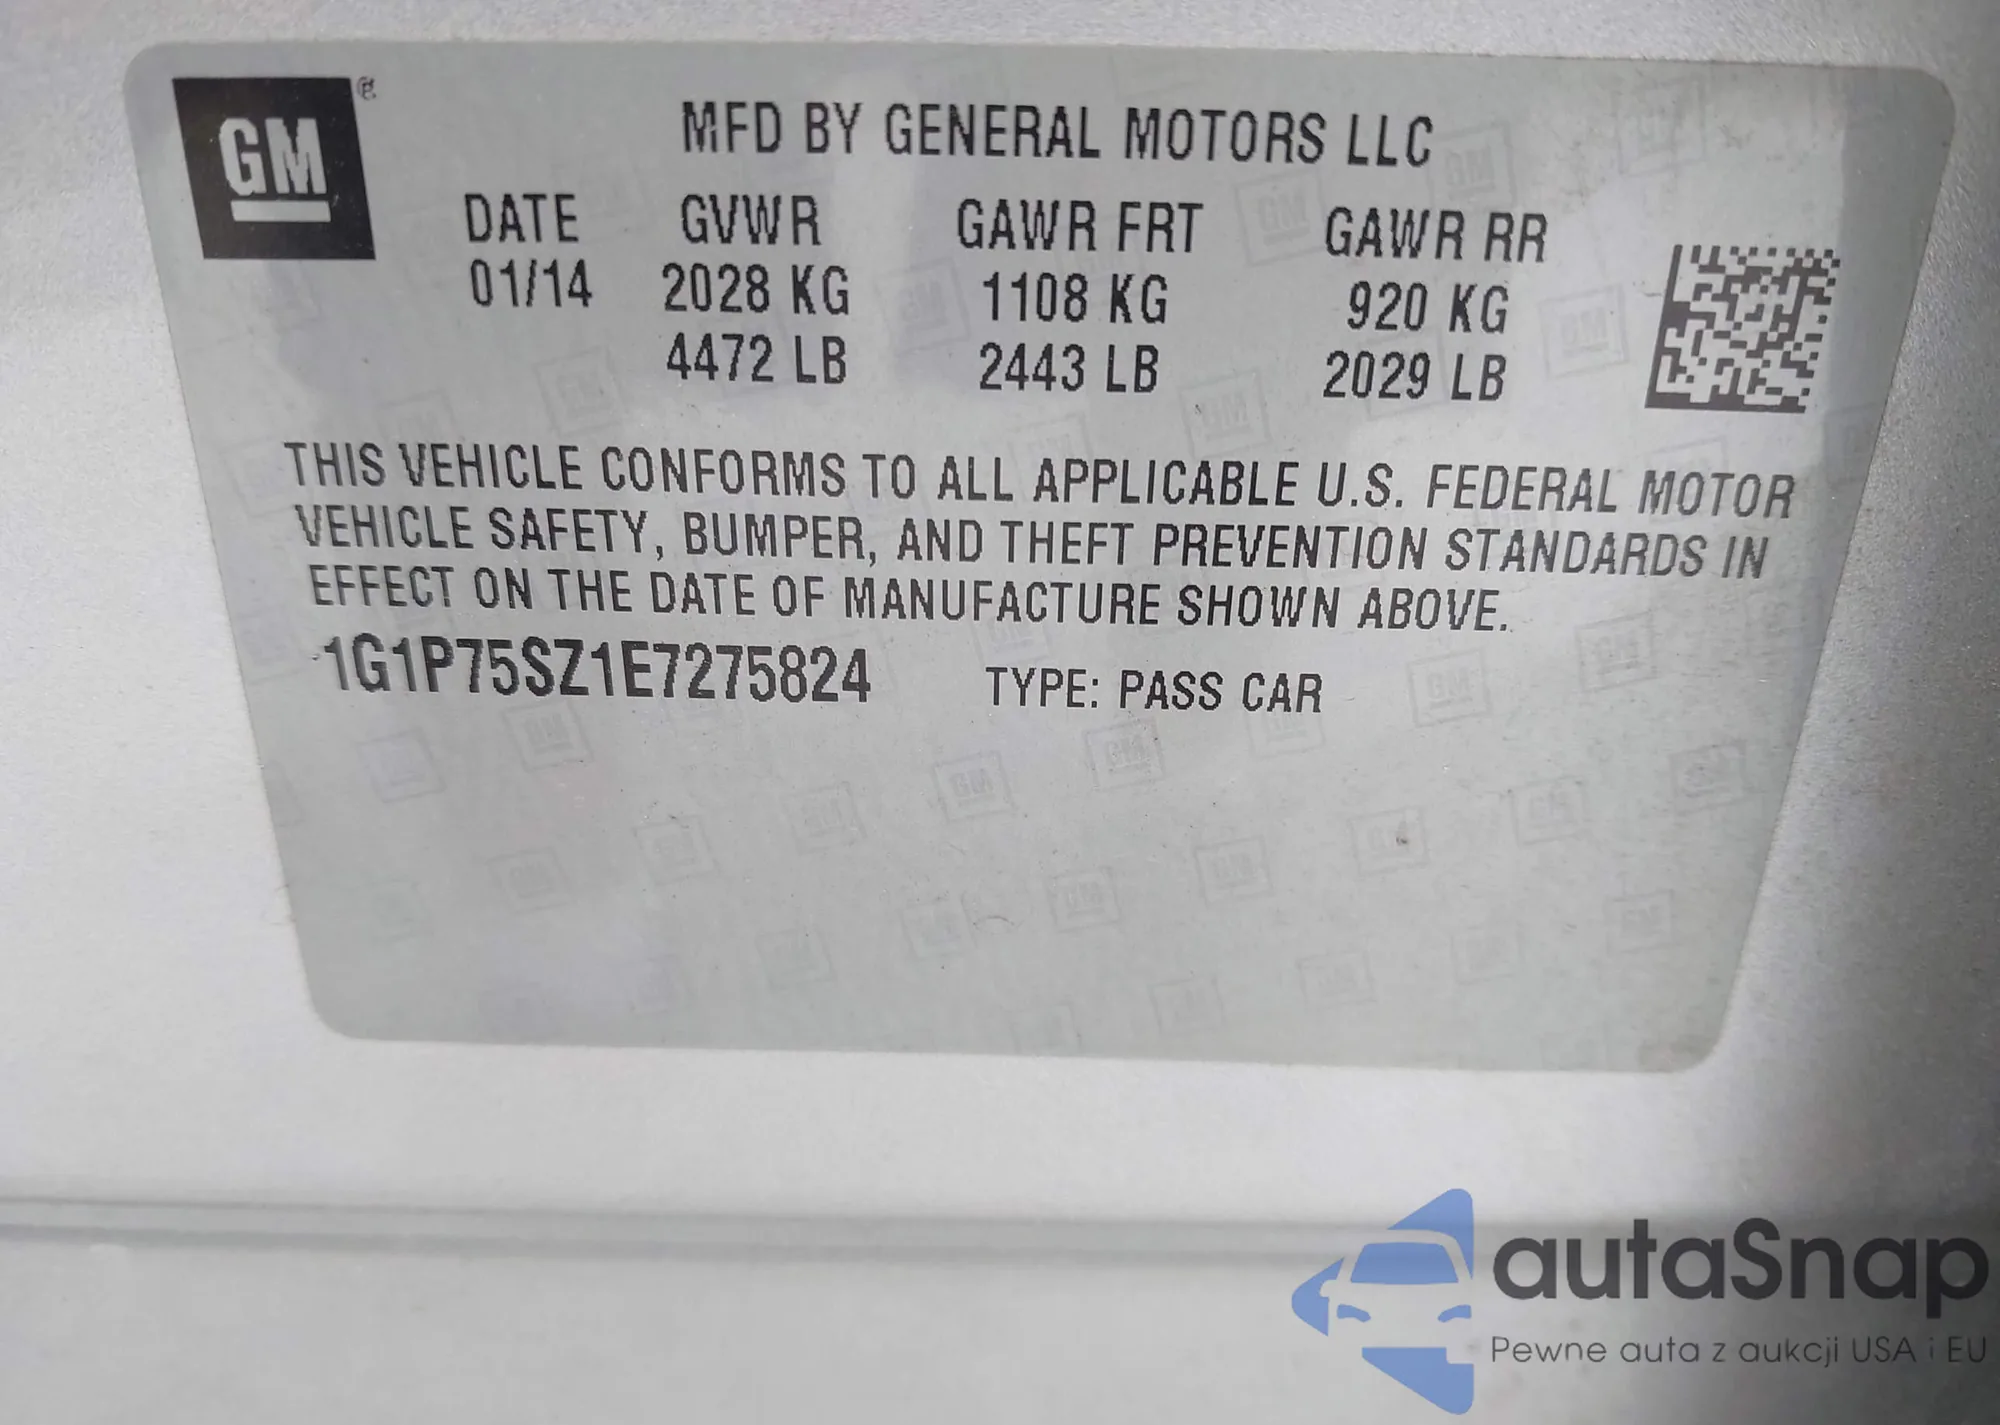 GM
MFD BY GENERAL MOTORS LLC
DATE GVWR GAWR FRT GAWR RR
01/14 2028 KG 1108 KG 920 KG
4472 LB 2443 LB 2029 LB
THIS VEHICLE CONFORMS TO ALL APPLICABLE U.S. FEDERAL MOTOR
VEHICLE SAFETY, BUMPER, AND THEFT PREVENTION STANDARDS IN
EFFECT ON THE DATE OF MANUFACTURE SHOWN ABOVE.
1G1P75SZ1E7275824 TYPE: PASS CAR
autaSnap
Pewne auta z aukcji USA i EU